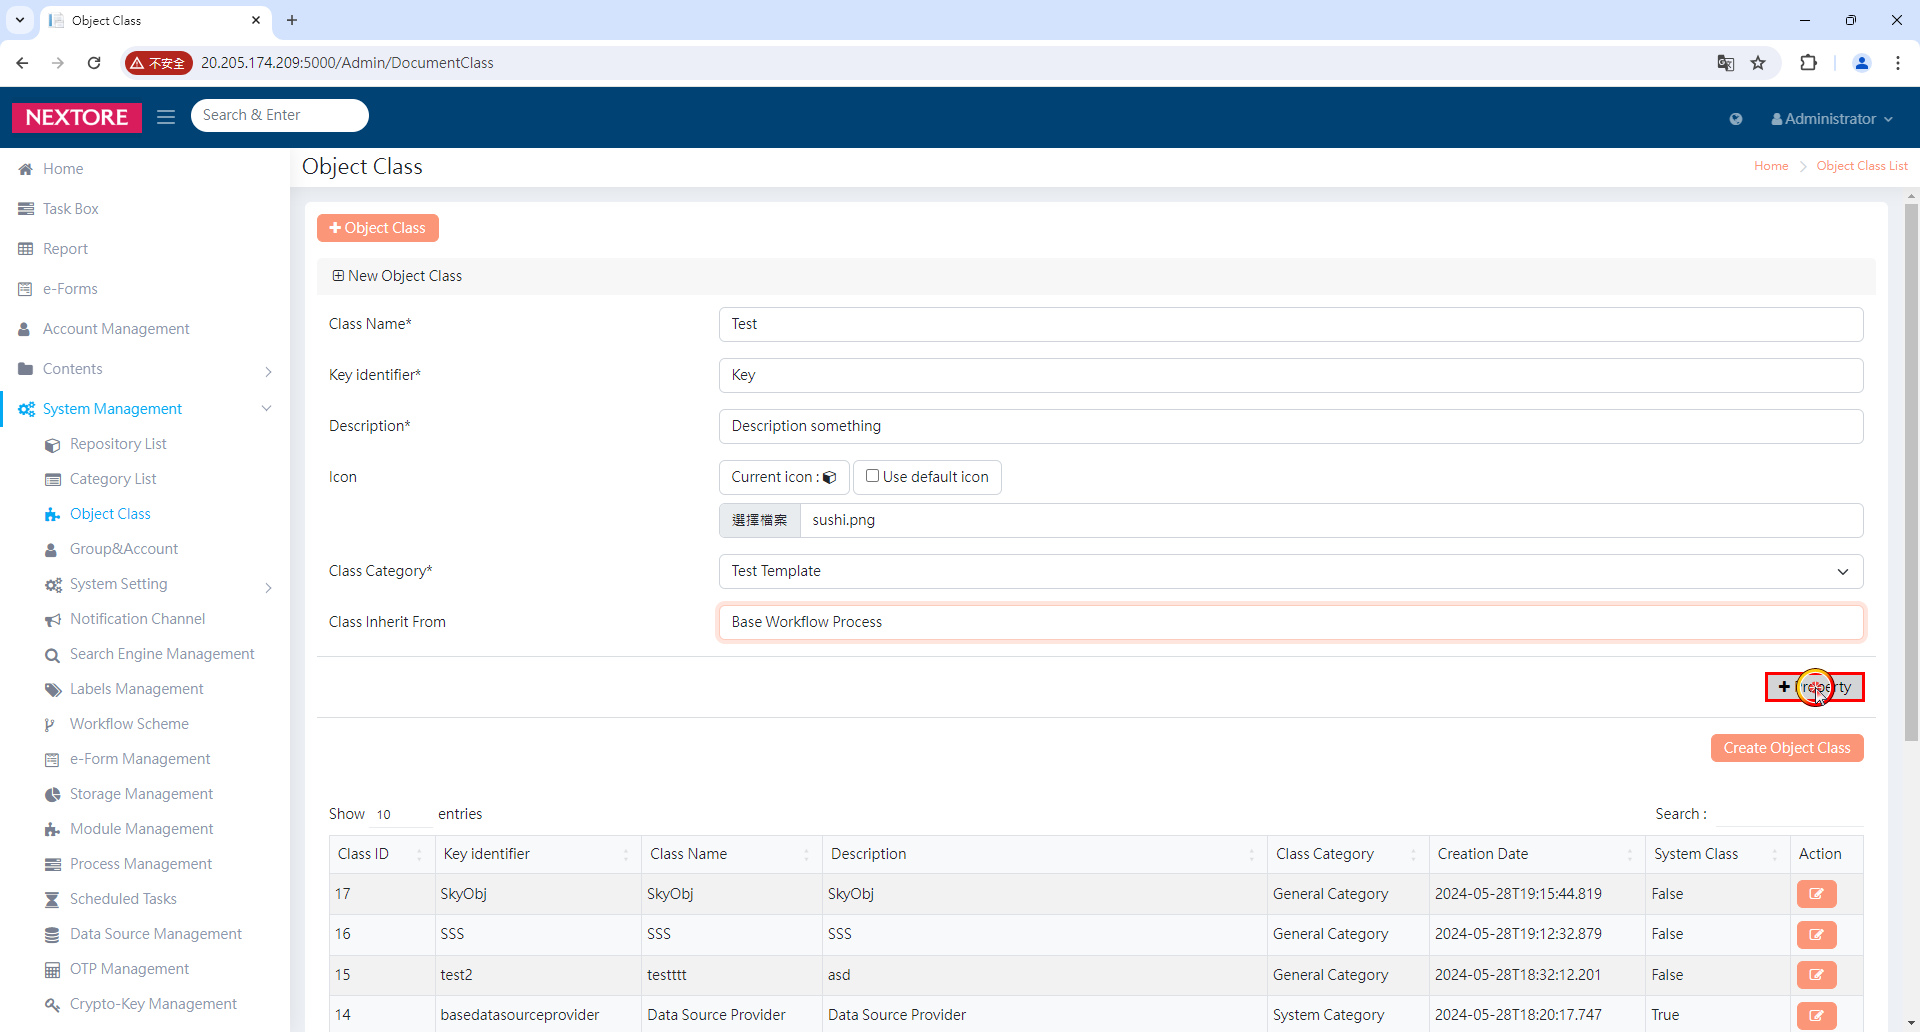 Object Class
不安全
20.205.174.209:5000/Admin/DocumentClass
NEXTORE
Search & Enter
Administrator
Home
Task Box
Report
e-Forms
Account Management
Contents
System Management
Repository List
Category List
Object Class
Group&Account
System Setting
Notification Channel
Search Engine Management
Labels Management
Workflow Scheme
e-Form Management
Storage Management
Module Management
Process Management
Scheduled Tasks
Data Source Management
OTP Management
Crypto-Key Management
Object Class
Home
Object Class List
Object Class
New Object Class
Class Name* Test
Key identifier* Key
Description* Description something
Icon Current icon : Use default icon
選擇檔案 sushi.png
Class Category* Test Template
Class Inherit From Base Workflow Process
Property
Create Object Class
Show 10 entries Search :
Class ID Key identifier Class Name Description Class Category Creation Date System Class Action
17 SkyObj SkyObj SkyObj General Category 2024-05-28T19:15:44.819 False
16 SSS SSS SSS General Category 2024-05-28T19:12:32.879 False
15 test2 testttt asd General Category 2024-05-28T18:32:12.201 False
14 basedatasourceprovider Data Source Provider Data Source Provider System Category 2024-05-28T18:20:17.747 True